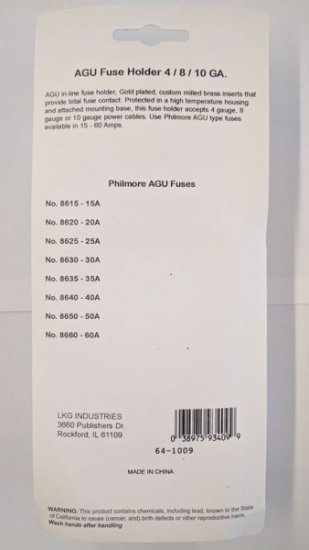 AGU Fuse Holder 4 / 8 / 10 GA.
AGU in-line fuse holder, Gold plated, custom milled brass inserts that
provide total fuse contact. Protected in a high temperature housing
and attached mounting base, this fuse holder accepts 4 gauge, 8
gauge or 10 gauge power cables. Use Philmore AGU type fuses
available in 15 - 60 Amps.
Philmore AGU Fuses
No. 8615 - 15A
No. 8620 - 20A
No. 8625 - 25A
No. 8630 - 30A
No. 8635 - 35A
No. 8640 - 40A
No. 8650 - 50A
No. 8660 - 60A
LKG INDUSTRIES
3660 Publishers Dr.
Rockford, IL 61109
0 38975 93409 9
64-1009
MADE IN CHINA
WARNING: This product contains chemicals, including lead, known to the State
of California to cause (cancer, and) birth defects or other reproductive harm.
Wash hands after handling